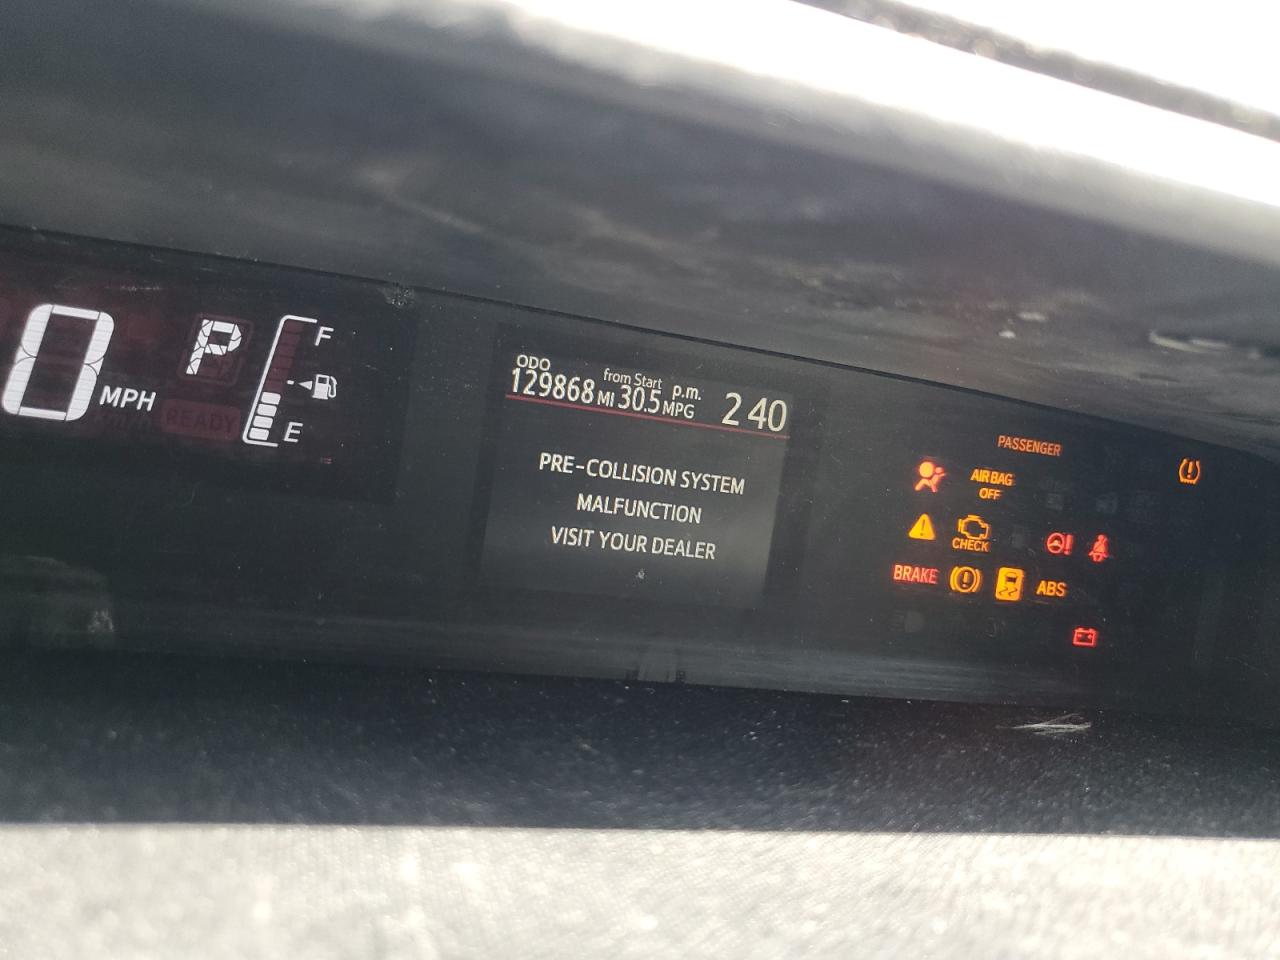 0 MPH
P
READY
F
E
ODO
129868 MI
from Start
30.5 MPG
p.m.
2 40
PRE-COLLISION SYSTEM
MALFUNCTION
VISIT YOUR DEALER
PASSENGER
AIR BAG
OFF
CHECK
BRAKE
ABS